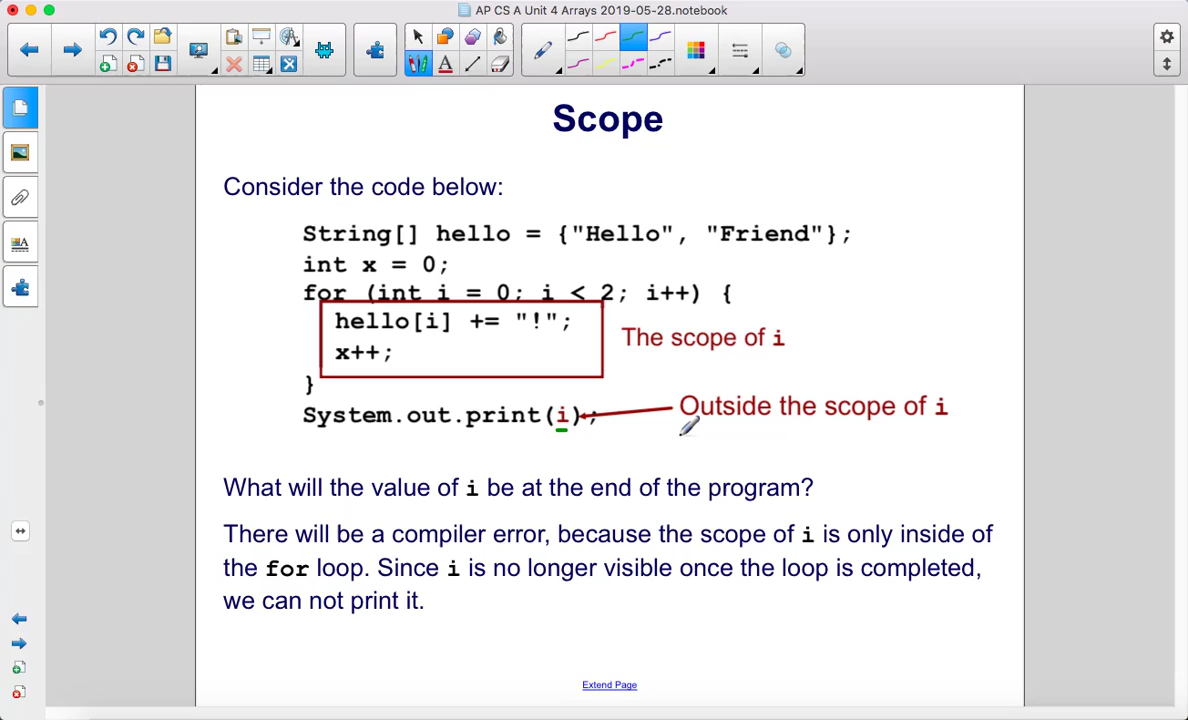 AP CS A Unit 4 Arrays 2019-05-28.notebook
Scope
Consider the code below:
String[] hello = {"Hello", "Friend"};
int x = 0;
for (int i = 0; i < 2; i++) {
hello[i] += "!";
x++;
The scope of i
}
System.out.print(i);
Outside the scope of i
What will the value of i be at the end of the program?
There will be a compiler error, because the scope of i is only inside of
the for loop. Since i is no longer visible once the loop is completed,
we can not print it.
Extend Page